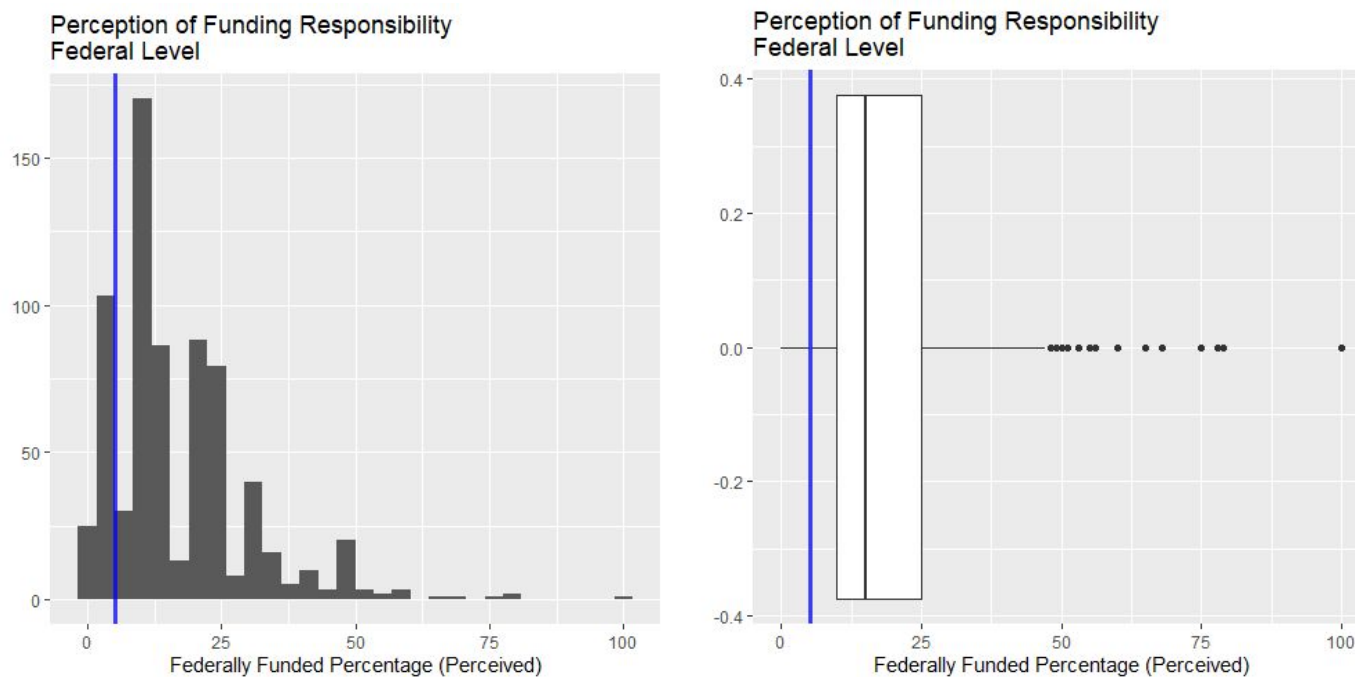 Perception of Funding Responsibility
Federal Level
150
100
50
0
0 25 50 75 100
Federally Funded Percentage (Perceived)
Perception of Funding Responsibility
Federal Level
0.4
0.2
0.0
-0.2
-0.4
0 25 50 75 100
Federally Funded Percentage (Perceived)